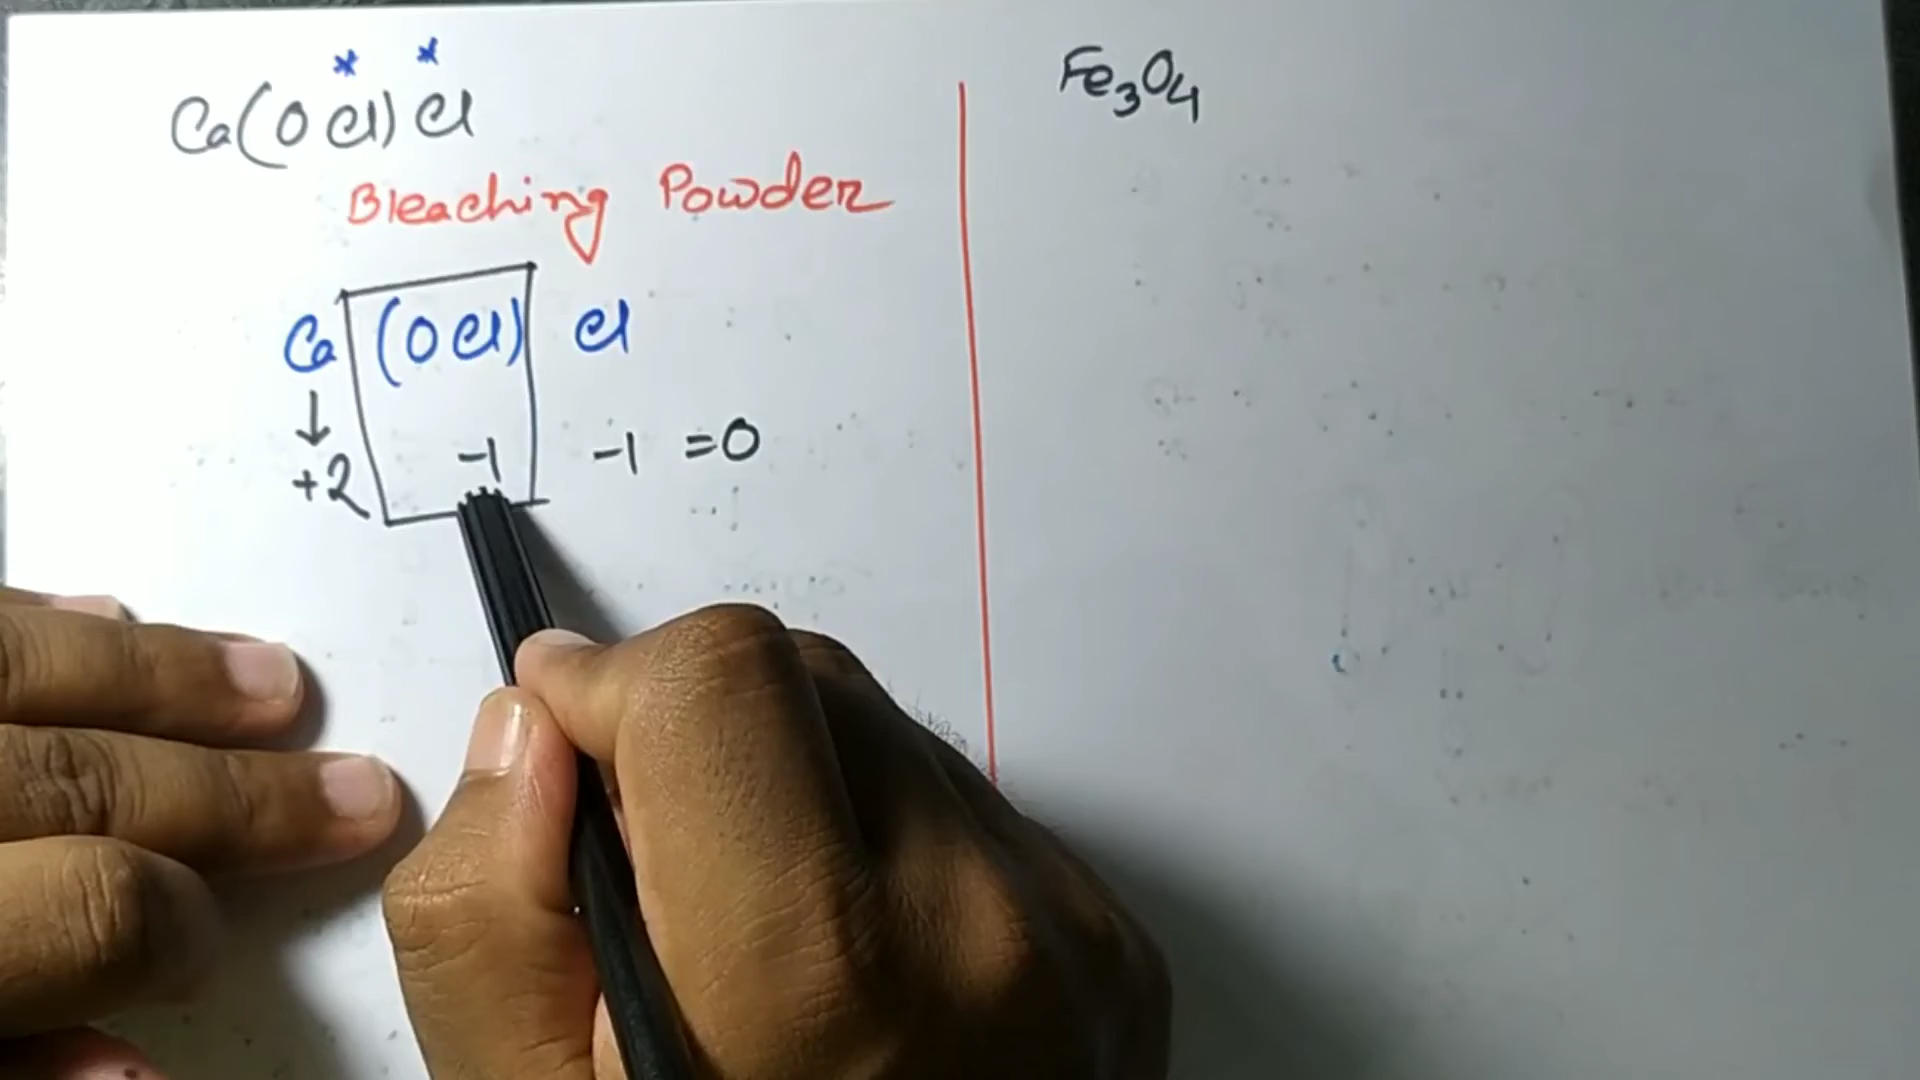 * *
Ca(OCl)Cl
Bleaching Powder
Ca (OCl) Cl
↓
+2 -1 -1 =0
Fe₃O₄